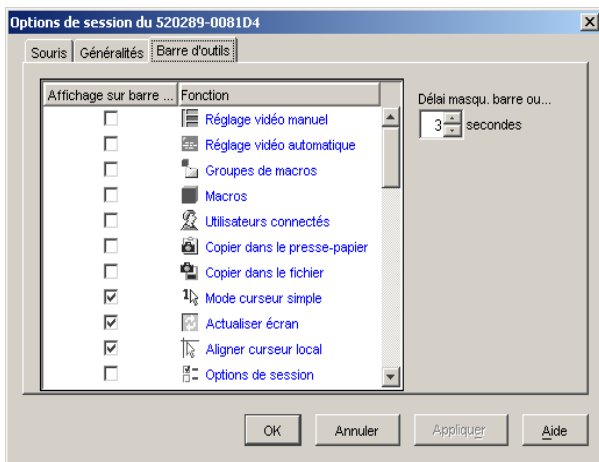 Options de session du 520289-0081D4
Souris Généralités Barre d'outils
Affichage sur barre ... Fonction
Réglage vidéo manuel
Réglage vidéo automatique
Groupes de macros
Macros
Utilisateurs connectés
Copier dans le presse-papier
Copier dans le fichier
Mode curseur simple
Actualiser écran
Aligner curseur local
Options de session
Délai masqu. barre ou...
3 secondes
OK Annuler Appliquer Aide